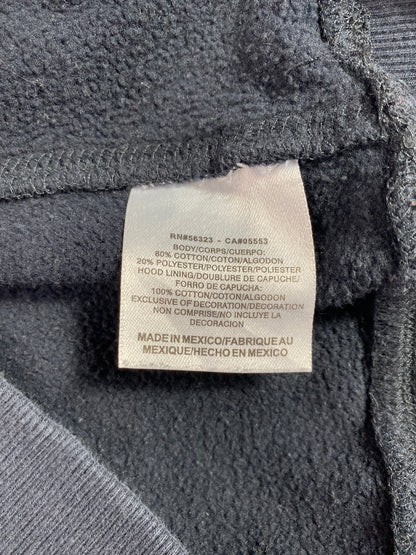 RN#56323 - CA#05553
BODY/CORPS/CUERPO:
80% COTTON/COTON/ALGODON
20% POLYESTER/POLYESTER/POLIESTER
HOOD LINING/DOUBLURE DE CAPUCHE/
FORRO DE CAPUCHA:
100% COTTON/COTON/ALGODON
EXCLUSIVE OF DECORATION/DECORATION
NON COMPRISE/NO INCLUYE LA
DECORACION
MADE IN MEXICO/FABRIQUE AU
MEXIQUE/HECHO EN MEXICO